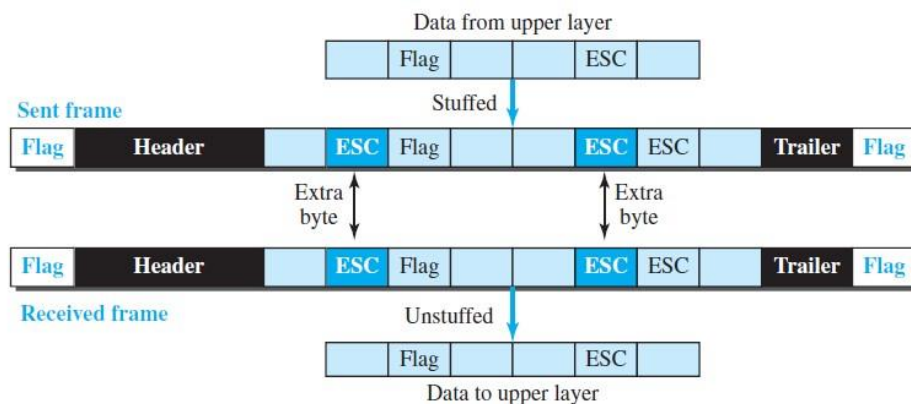 Data from upper layer
Flag ESC
Stuffed
Sent frame
Flag Header ESC Flag ESC ESC Trailer Flag
Extra byte Extra byte
Flag Header ESC Flag ESC ESC Trailer Flag
Received frame
Unstuffed
Flag ESC
Data to upper layer